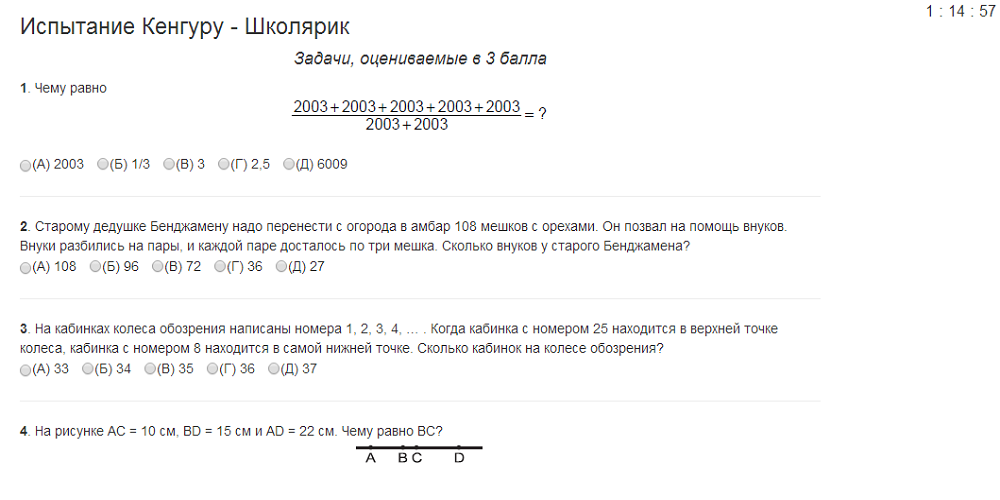 1 : 14 : 57
Испытание Кенгуру - Школярик
Задачи, оцениваемые в 3 балла
1. Чему равно
2003 + 2003 + 2003 + 2003 + 2003
2003 + 2003
= ?
(А) 2003 (Б) 1/3 (В) 3 (Г) 2,5 (Д) 6009
2. Старому дедушке Бенджамену надо перенести с огорода в амбар 108 мешков с орехами. Он позвал на помощь внуков.
Внуки разбились на пары, и каждой паре досталось по три мешка. Сколько внуков у старого Бенджамена?
(А) 108 (Б) 96 (В) 72 (Г) 36 (Д) 27
3. На кабинках колеса обозрения написаны номера 1, 2, 3, 4, ... . Когда кабинка с номером 25 находится в верхней точке
колеса, кабинка с номером 8 находится в самой нижней точке. Сколько кабинок на колесе обозрения?
(А) 33 (Б) 34 (В) 35 (Г) 36 (Д) 37
4. На рисунке AC = 10 см, BD = 15 см и AD = 22 см. Чему равно BC?
A B C D